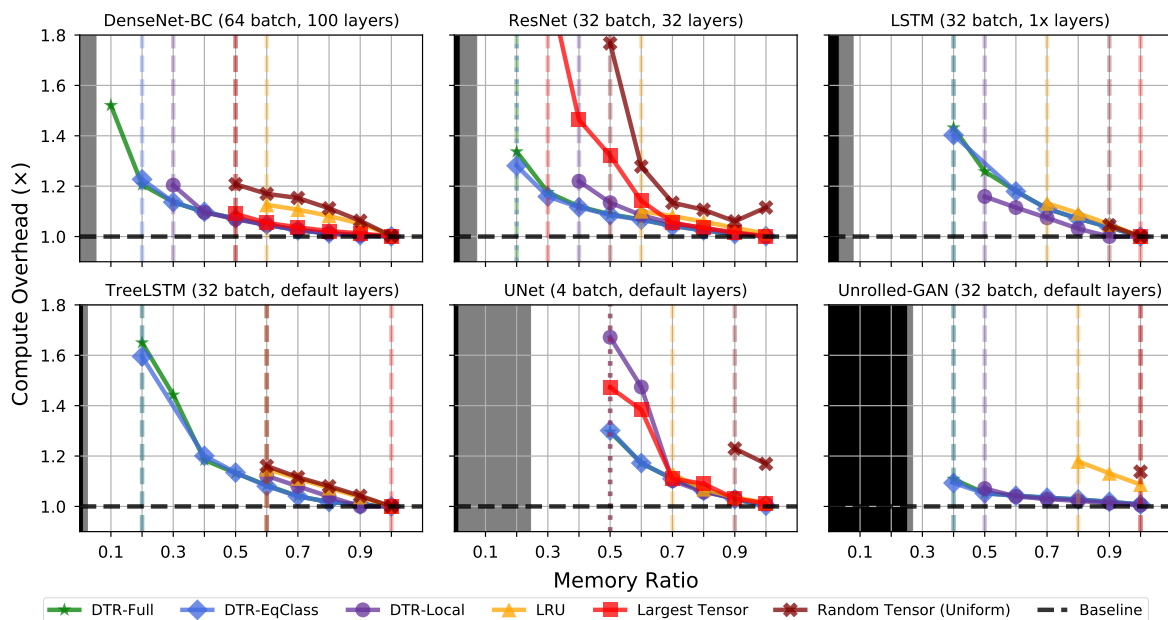 DenseNet-BC (64 batch, 100 layers)
ResNet (32 batch, 32 layers)
LSTM (32 batch, 1x layers)
1.8
1.6
1.4
1.2
1.0
TreeLSTM (32 batch, default layers)
UNet (4 batch, default layers)
Unrolled-GAN (32 batch, default layers)
1.8
1.6
1.4
1.2
1.0
Compute Overhead (×)
0.1 0.3 0.5 0.7 0.9
0.1 0.3 0.5 0.7 0.9
0.1 0.3 0.5 0.7 0.9
Memory Ratio
DTR-Full DTR-EqClass DTR-Local LRU Largest Tensor Random Tensor (Uniform) Baseline